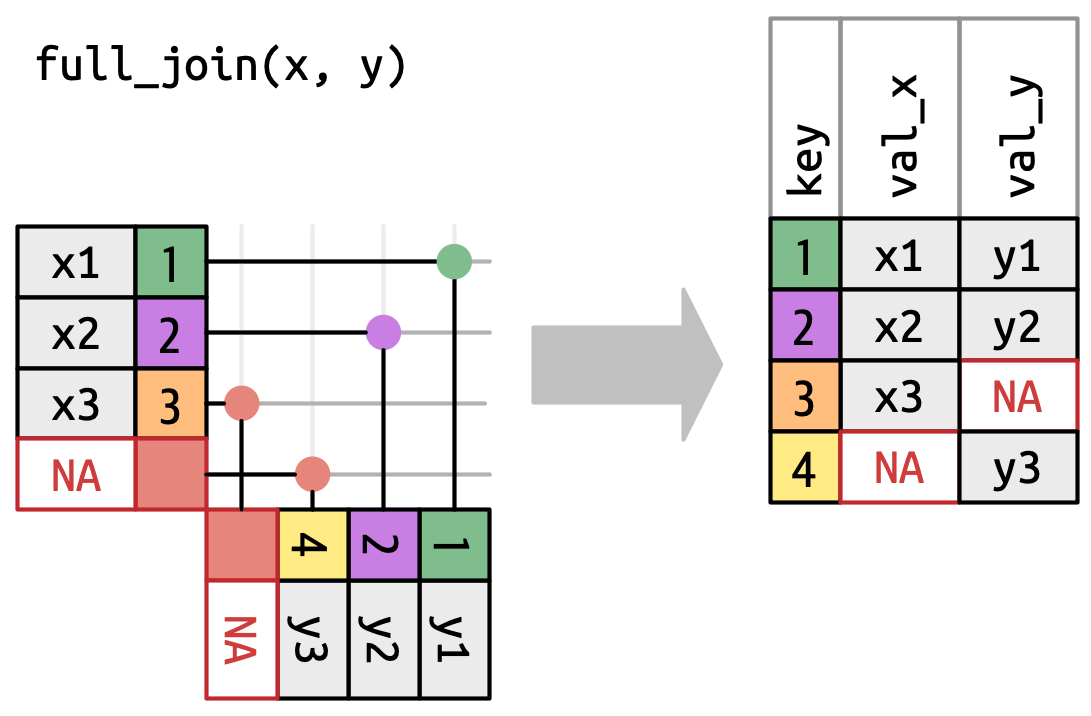 full_join(x, y)
x1 1
x2 2
x3 3
NA
4 2 1
NA y3 y2 y1
key val_x val_y
1 x1 y1
2 x2 y2
3 x3 NA
4 NA y3